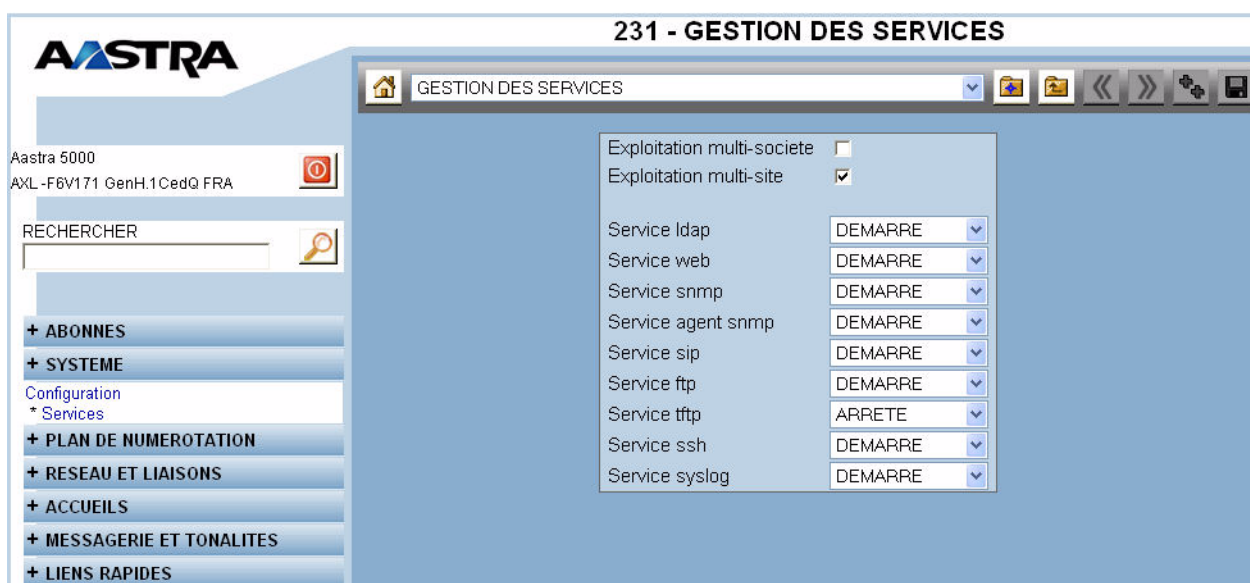 231 - GESTION DES SERVICES
AASTRA
GESTION DES SERVICES
Aastra 5000
AXL -F6V171 GenH.1CedQ FRA
RECHERCHER
+ ABONNES
+ SYSTEME
Configuration
* Services
+ PLAN DE NUMEROTATION
+ RESEAU ET LIAISONS
+ ACCUEILS
+ MESSAGERIE ET TONALITES
+ LIENS RAPIDES
Exploitation multi-societe
Exploitation multi-site
Service ldap DEMARRE
Service web DEMARRE
Service snmp DEMARRE
Service agent snmp DEMARRE
Service sip DEMARRE
Service ftp DEMARRE
Service tftp ARRETE
Service ssh DEMARRE
Service syslog DEMARRE